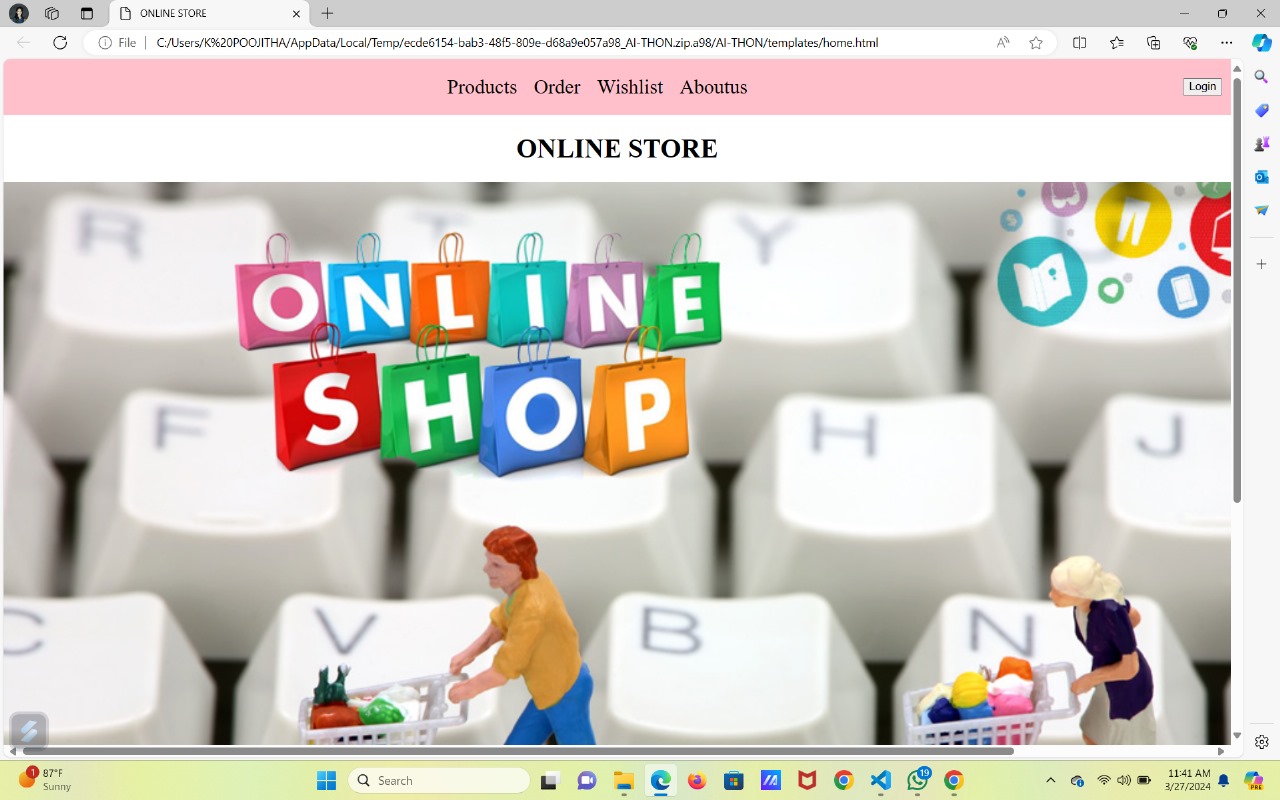 ONLINE STORE
File
C:/Users/K%20POOJITHA/AppData/Local/Temp/ecde6154-bab3-48f5-809e-d68a9e057a98_AI-THON.zip.a98/AI-THON/templates/home.html
Products Order Wishlist Aboutus
Login
ONLINE STORE
R T Y
ONLINE
SHOP
F H J
C V B N
1
87°F
Sunny
Search
19
11:41 AM
3/27/2024
PRE